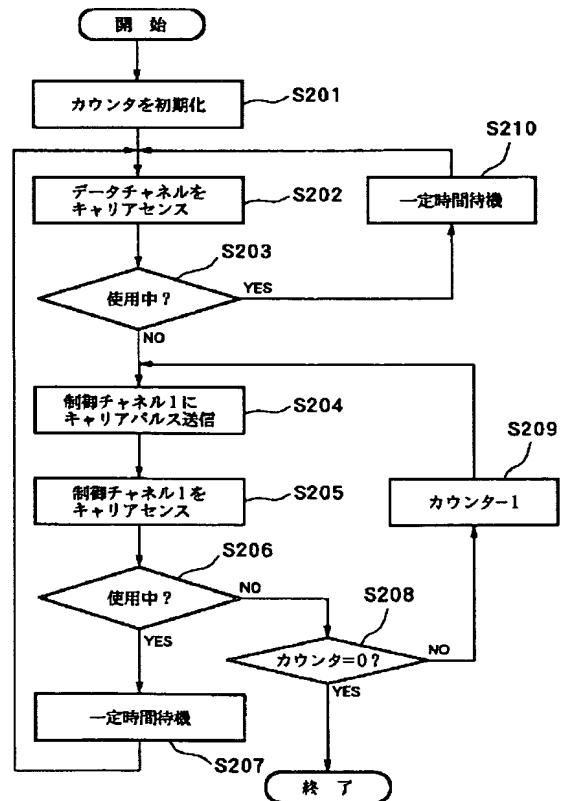 開 始
カウンタを初期化
S201
S210
データチャネルを
キャリアセンス
S202
一定時間待機
S203
使用中?
YES
NO
制御チャネル1に
キャリアパルス送信
S204
S209
制御チャネル1を
キャリアセンス
S205
カウンタ-1
S206
使用中?
NO
S208
YES
カウンタ=0?
NO
YES
一定時間待機
S207
終 了